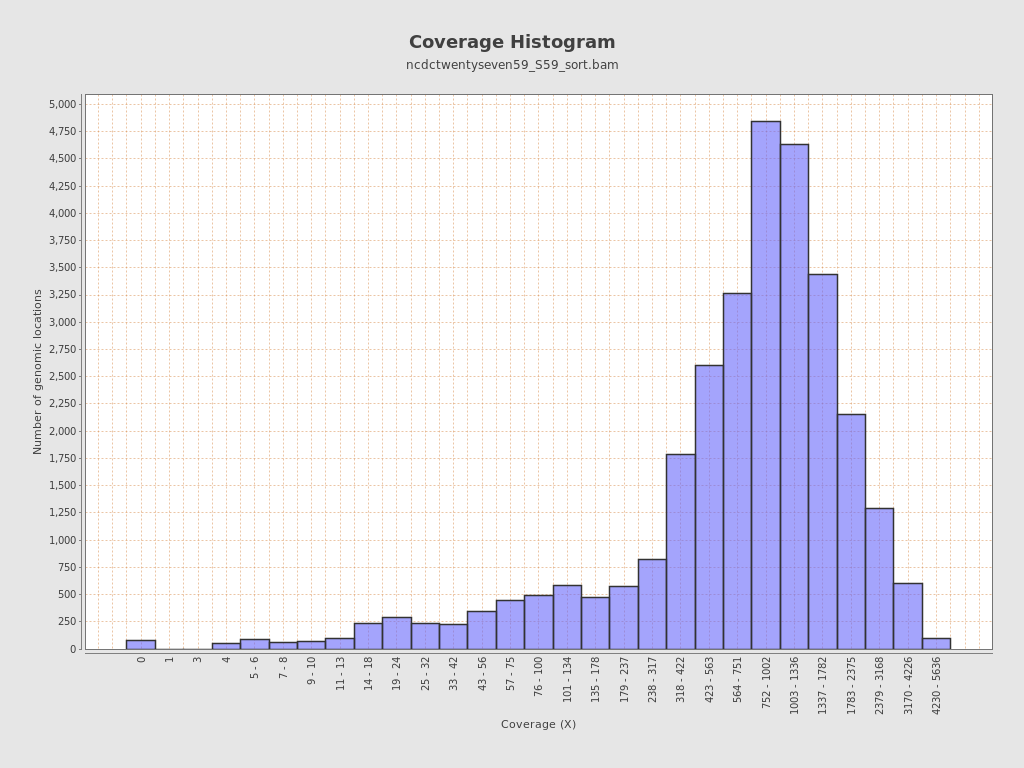 Coverage Histogram
ncdctwentyseven59_S59_sort.bam
5,000
4,750
4,500
4,250
4,000
3,750
3,500
3,250
3,000
2,750
2,500
2,250
2,000
1,750
1,500
1,250
1,000
750
500
250
0
Number of genomic locations
0
1
3
4
5 - 6
7 - 8
9 - 10
11 - 13
14 - 18
19 - 24
25 - 32
33 - 42
43 - 56
57 - 75
76 - 100
101 - 134
135 - 178
179 - 237
238 - 317
318 - 422
423 - 563
564 - 751
752 - 1002
1003 - 1336
1337 - 1782
1783 - 2375
2379 - 3168
3170 - 4226
4230 - 5636
Coverage (X)